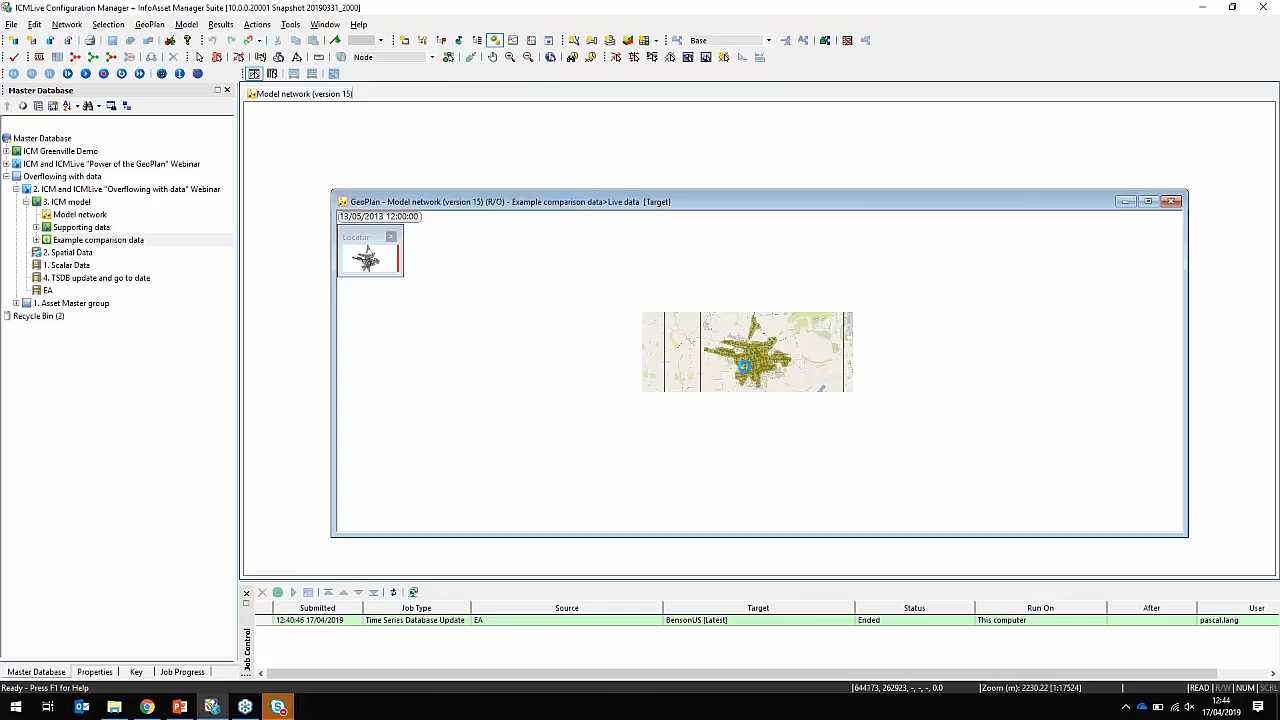 ICMLive Configuration Manager - InfoAsset Manager Suite [10.0.0.20001 Snapshot 20190331_2000]
File Edit Network Selection GeoPlan Model Results Actions Tools Window Help
Base
Node
Master Database
Model network (version 15)
Master Database
ICM Greenville Demo
ICM and ICMLive "Power of the GeoPlan" Webinar
Overflowing with data
2. ICM and ICMLive "Overflowing with data" Webinar
3. ICM model
Model network
Supporting data
Example comparison data
2. Spatial Data
1. Scalar Data
4. TSDB update and go to date
EA
1. Asset Master group
Recycle Bin (2)
GeoPlan - Model network (version 15) (R/O) - Example comparison data>Live data [Target]
13/05/2013 12:00:00
Locator
Job Control
Submitted Job Type Source Target Status Run On After User
12:40:46 17/04/2019 Time Series Database Update EA BensonUS [Latest] Ended This computer pascal.lang
Master Database Properties Key Job Progress
Ready - Press F1 for Help
644173, 262923, -, -, -, 0.0
Zoom (m): 2230.22 [1:17524]
READ R/W NUM SCRL
12:44
17/04/2019